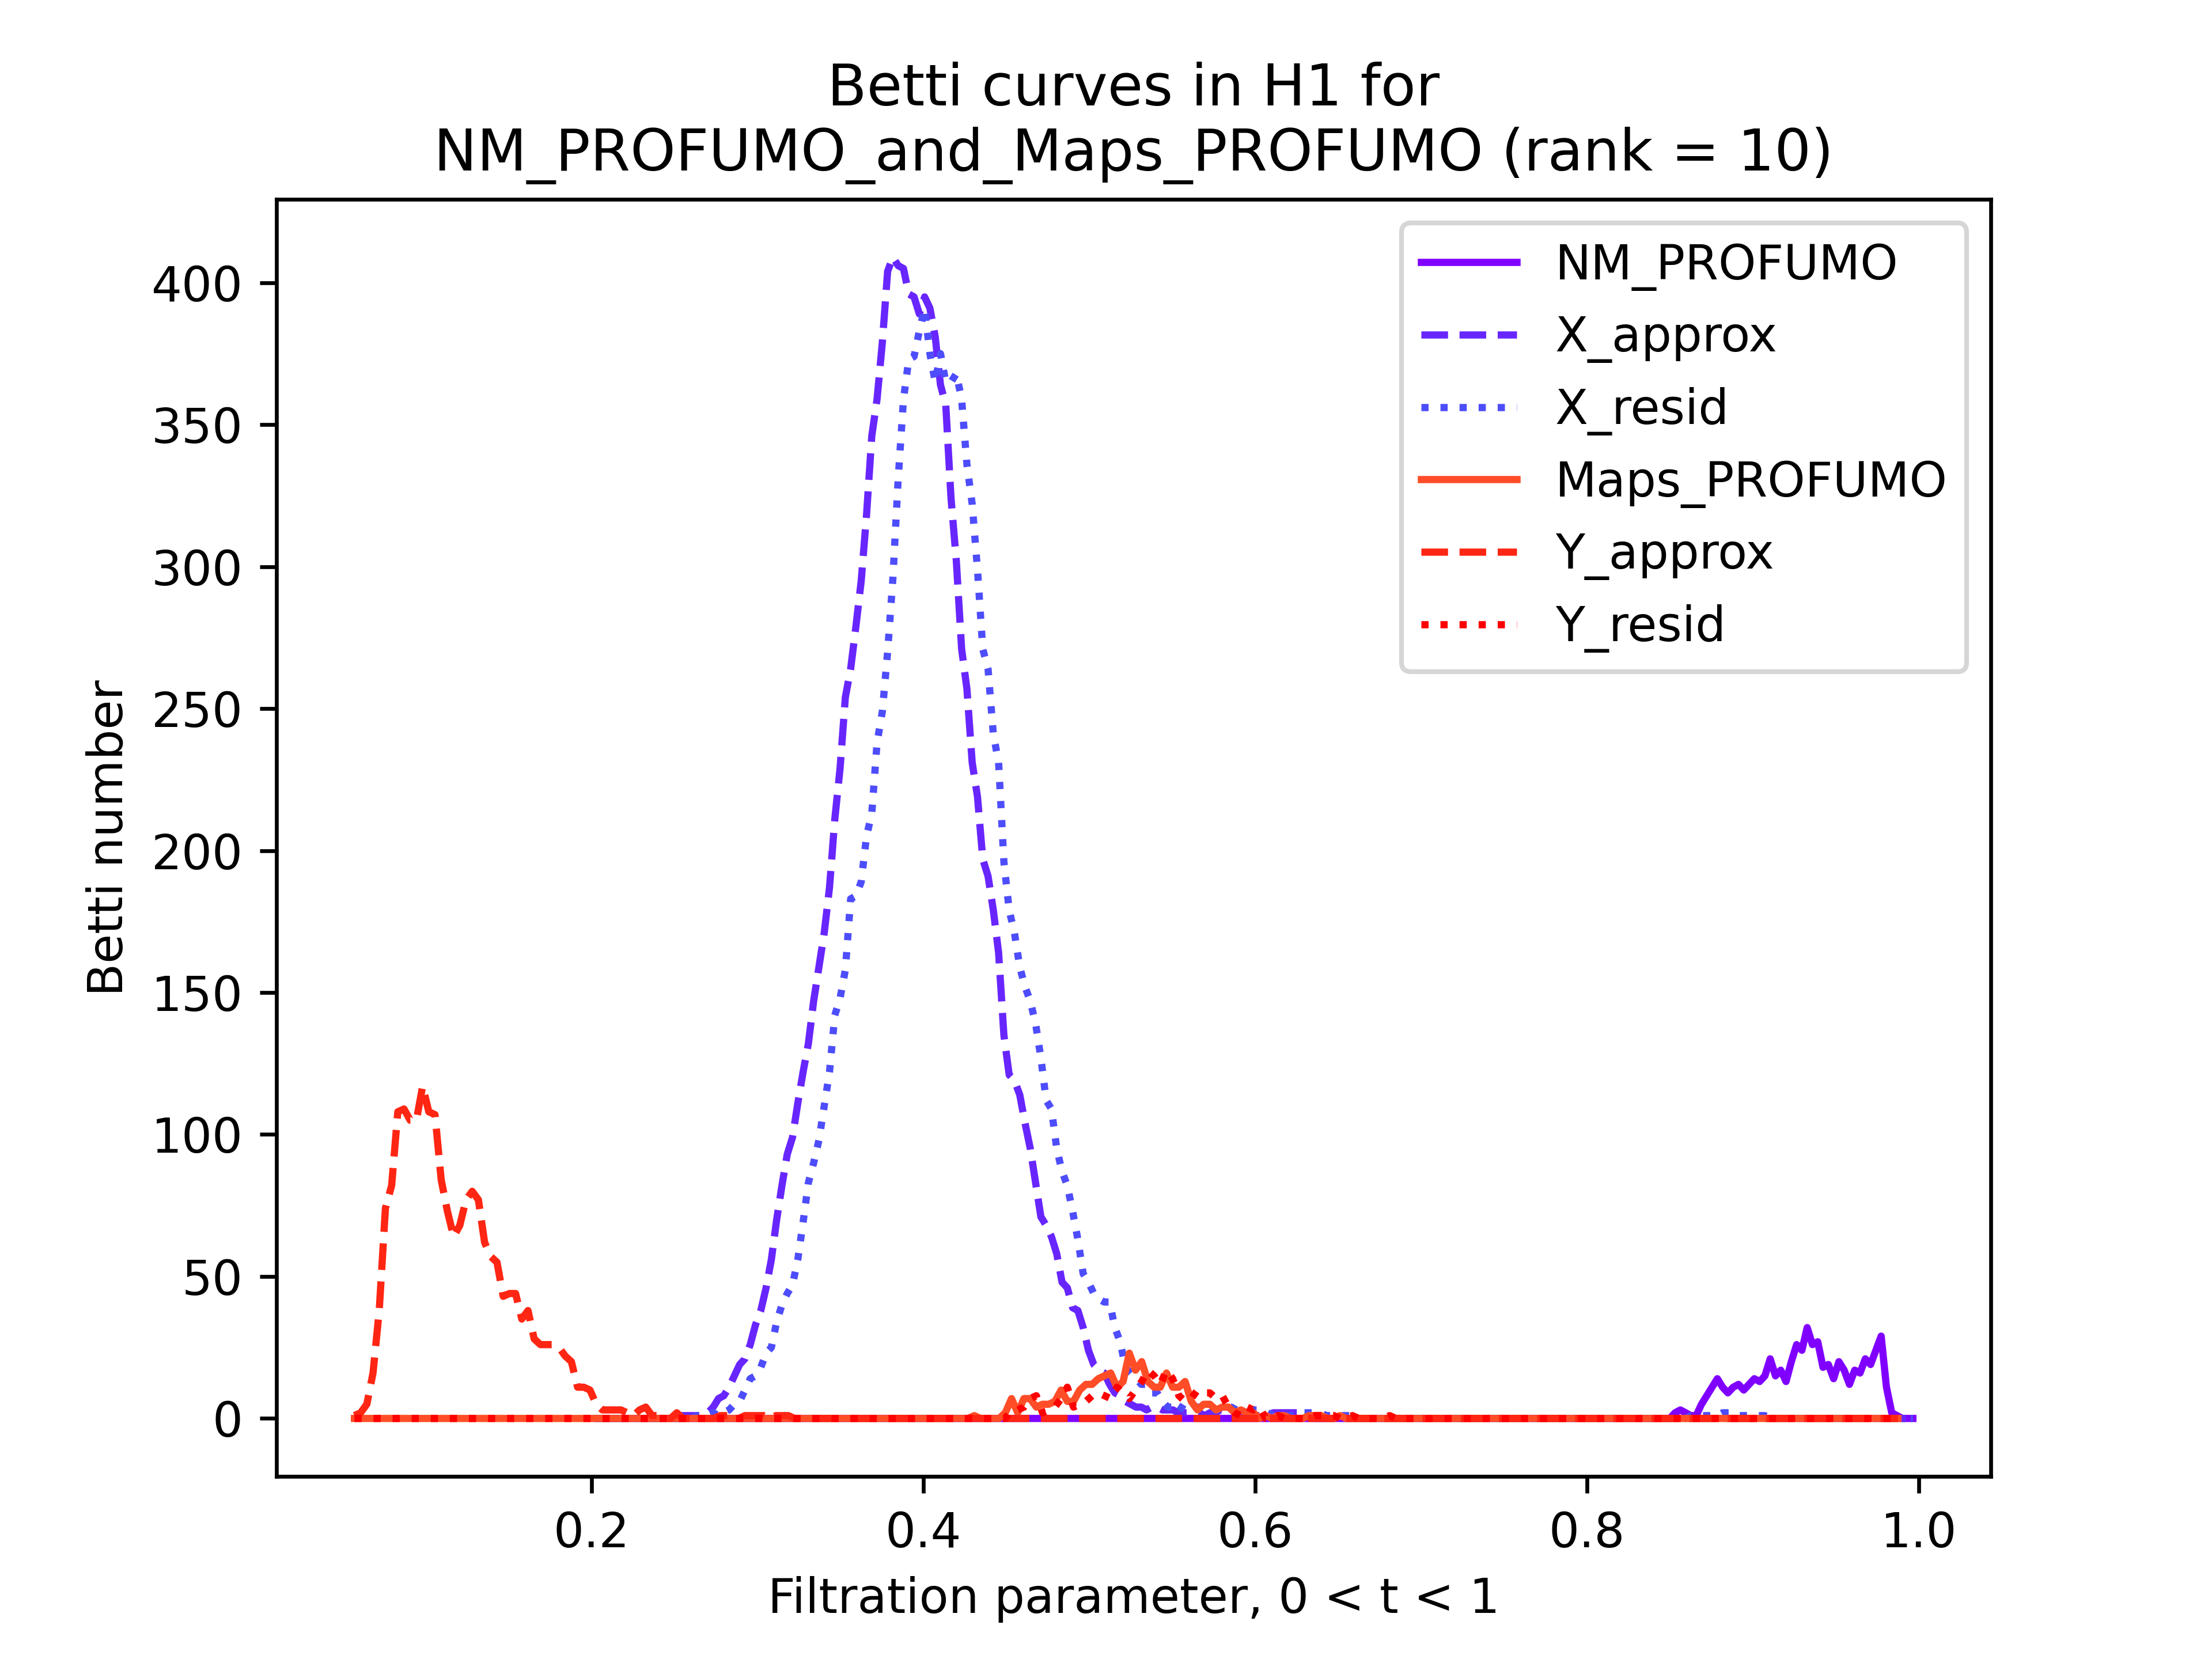 Betti curves in H1 for
NM_PROFUMO_and_Maps_PROFUMO (rank = 10)
NM_PROFUMO
X_approx
X_resid
Maps_PROFUMO
Y_approx
Y_resid
Betti number
400
350
300
250
200
150
100
50
0
0.2 0.4 0.6 0.8 1.0
Filtration parameter, 0 < t < 1